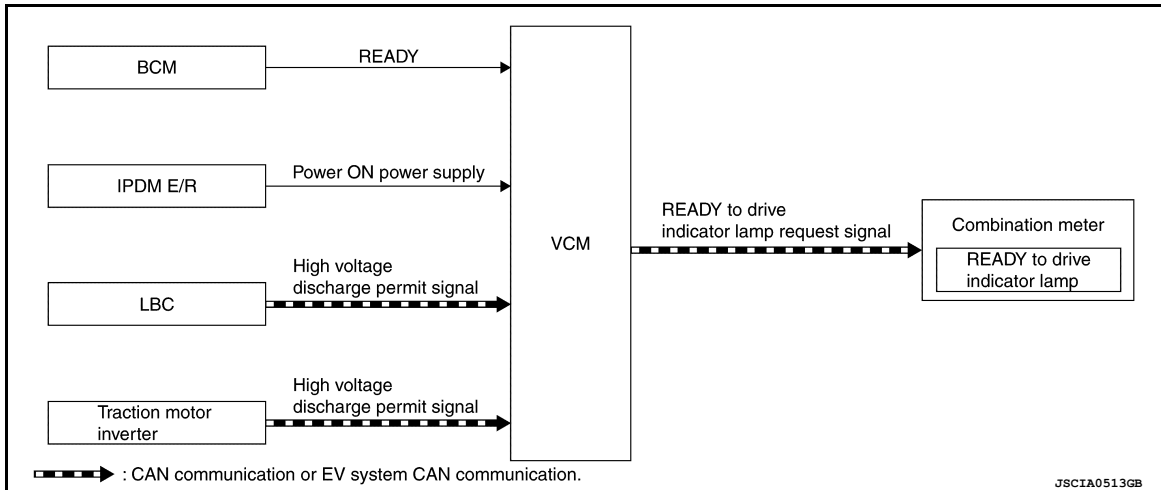 BCM
READY
IPDM E/R
Power ON power supply
LBC
High voltage
discharge permit signal
Traction motor
inverter
High voltage
discharge permit signal
VCM
READY to drive
indicator lamp request signal
Combination meter
READY to drive
indicator lamp
: CAN communication or EV system CAN communication.
JSCIA0513GB